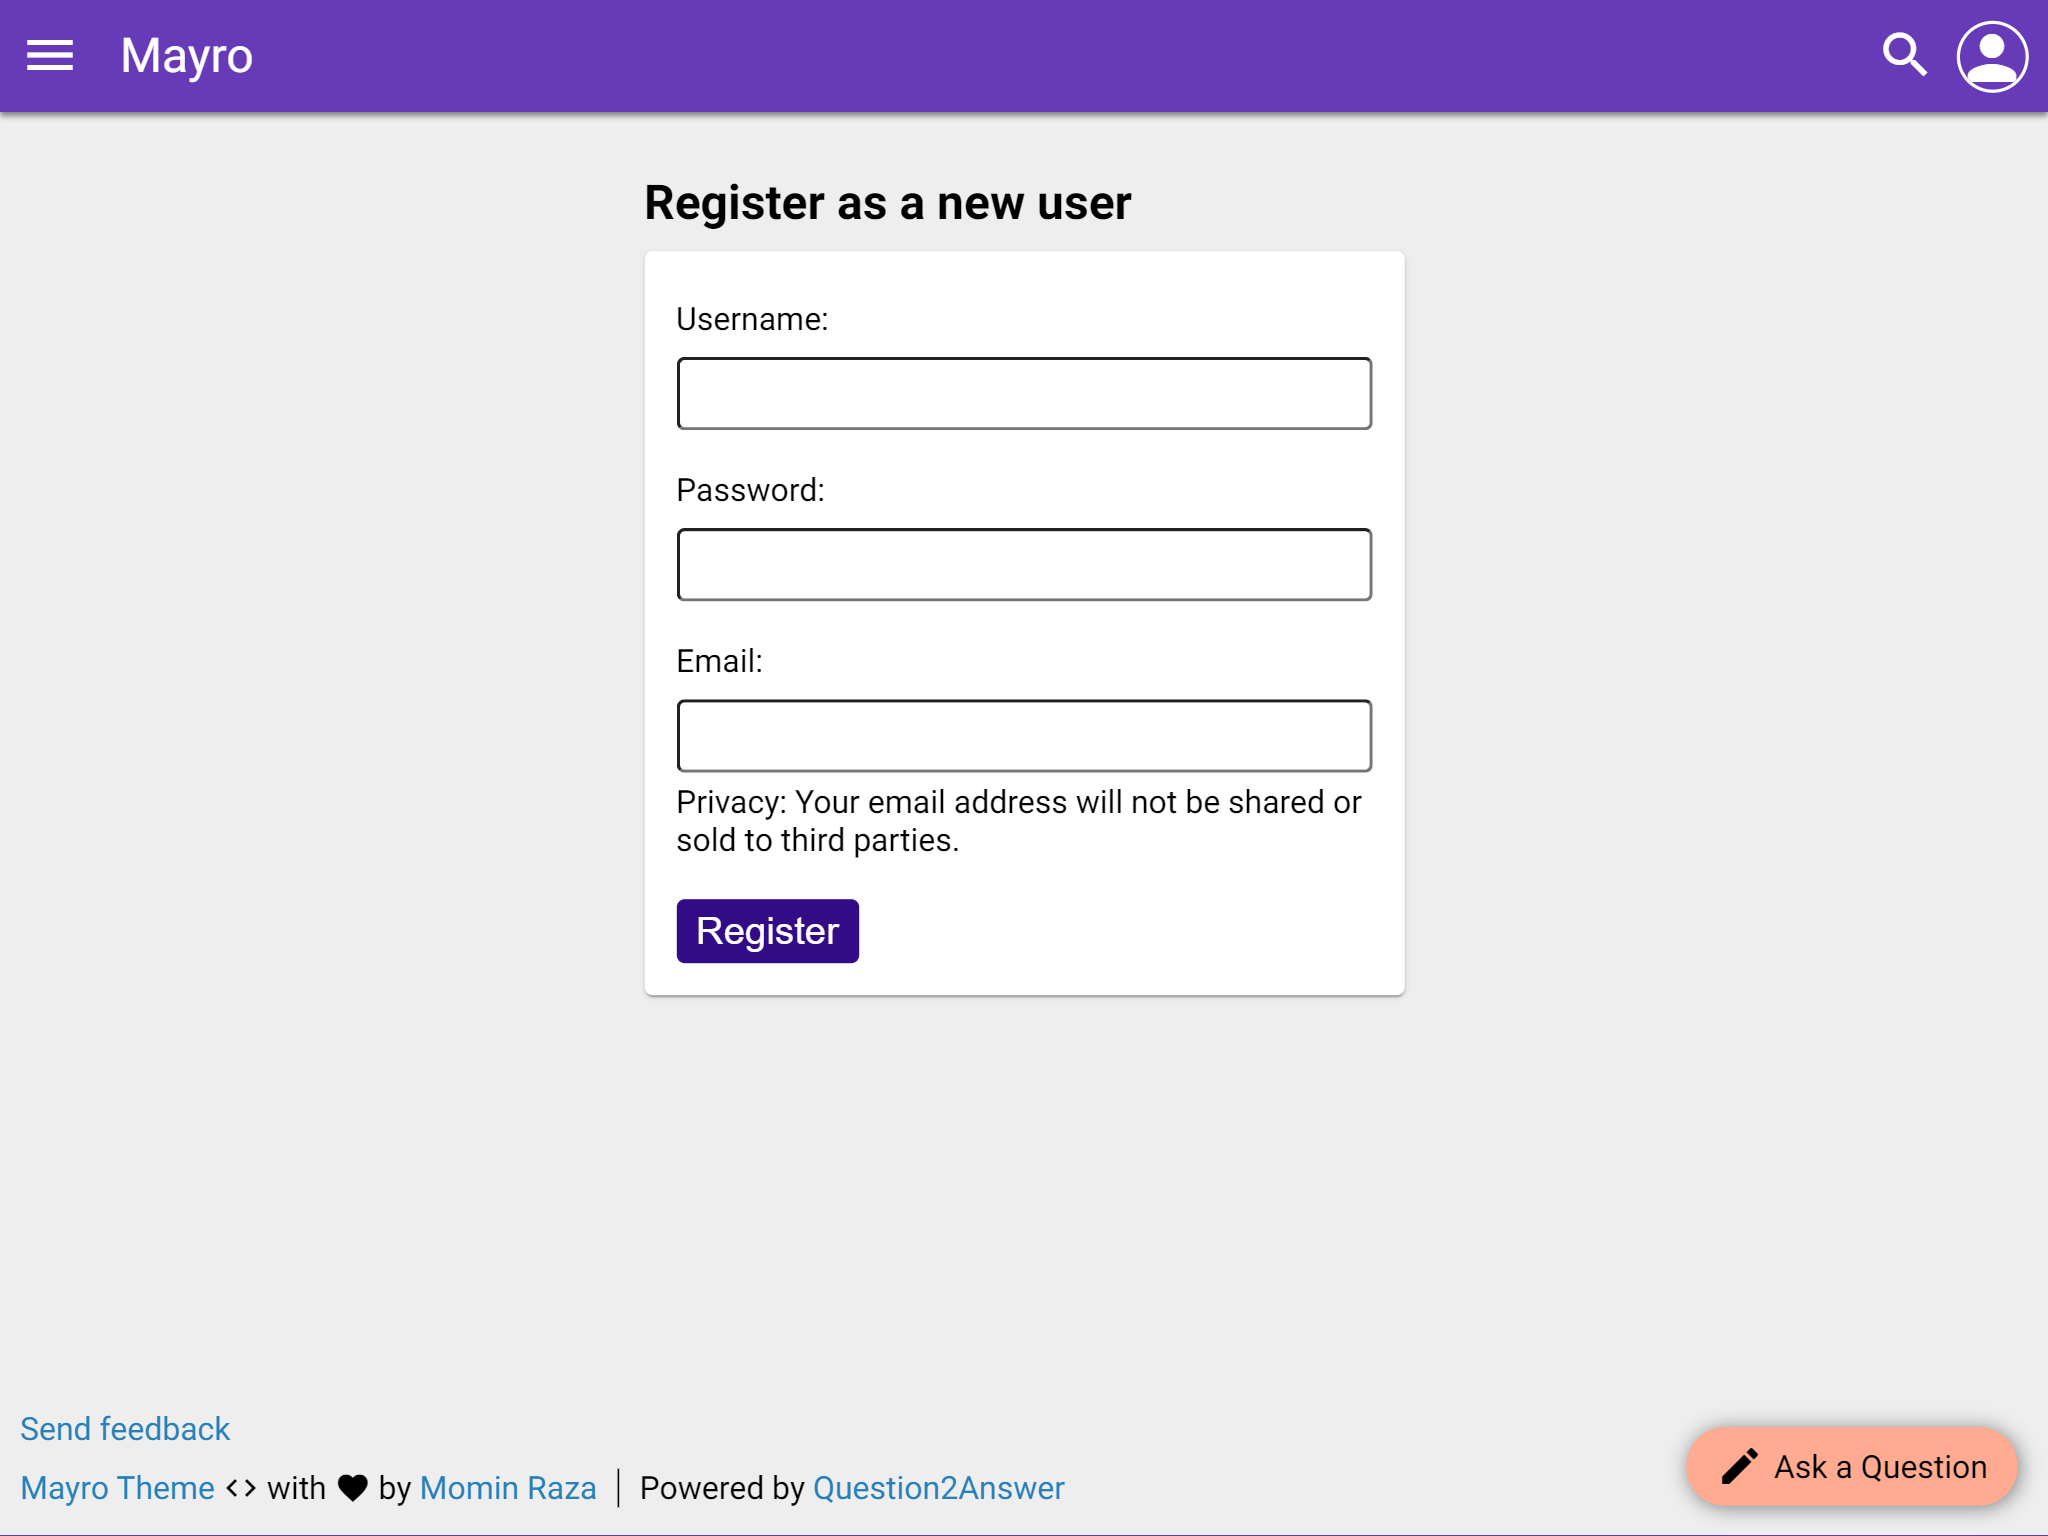 Mayro
Register as a new user
Username:
Password:
Email:
Privacy: Your email address will not be shared or
sold to third parties.
Register
Send feedback
Ask a Question
Mayro Theme <> with ♥ by Momin Raza | Powered by Question2Answer